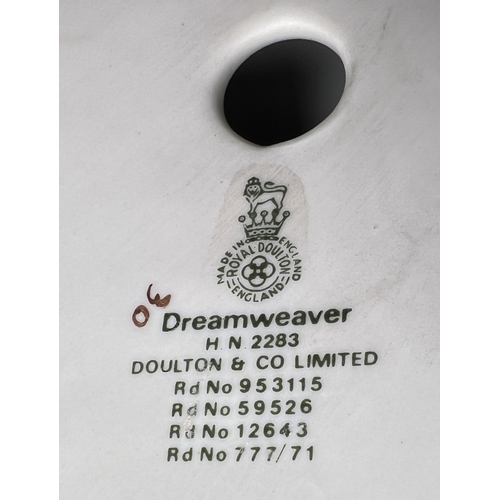 MADE IN ENGLAND
ROYAL DOULTON
ENGLAND
Dreamweaver
H.N. 2283
DOULTON & CO LIMITED
Rd No 953115
Rd No 59526
Rd No 12643
Rd No 777/71